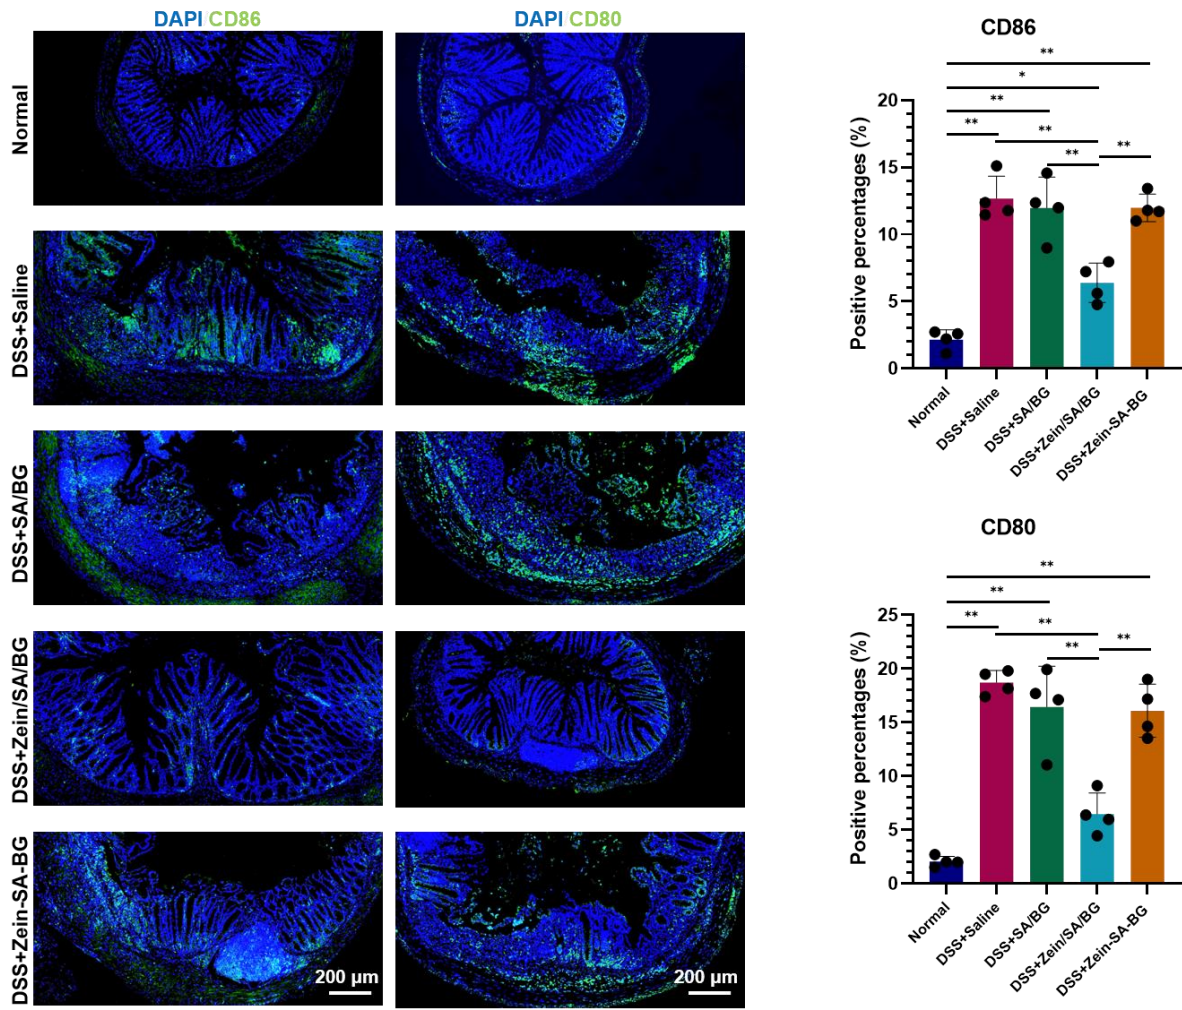 DAPI/CD86
DAPI CD80
Normal
DSS+Saline
DSS+SA/BG
DSS+Zein/SA/BG
DSS+Zein-SA-BG
200 μm
200 μm
CD86
**
*
**
**
**
**
**
Positive percentages (%)
20
15
10
5
0
Normal
DSS+Saline
DSS+SA/BG
DSS+Zein/SA/BG
DSS+Zein-SA-BG
CD80
**
**
**
**
**
**
Positive percentages (%)
25
20
15
10
5
0
Normal
DSS+Saline
DSS+SA/BG
DSS+Zein/SA/BG
DSS+Zein-SA-BG